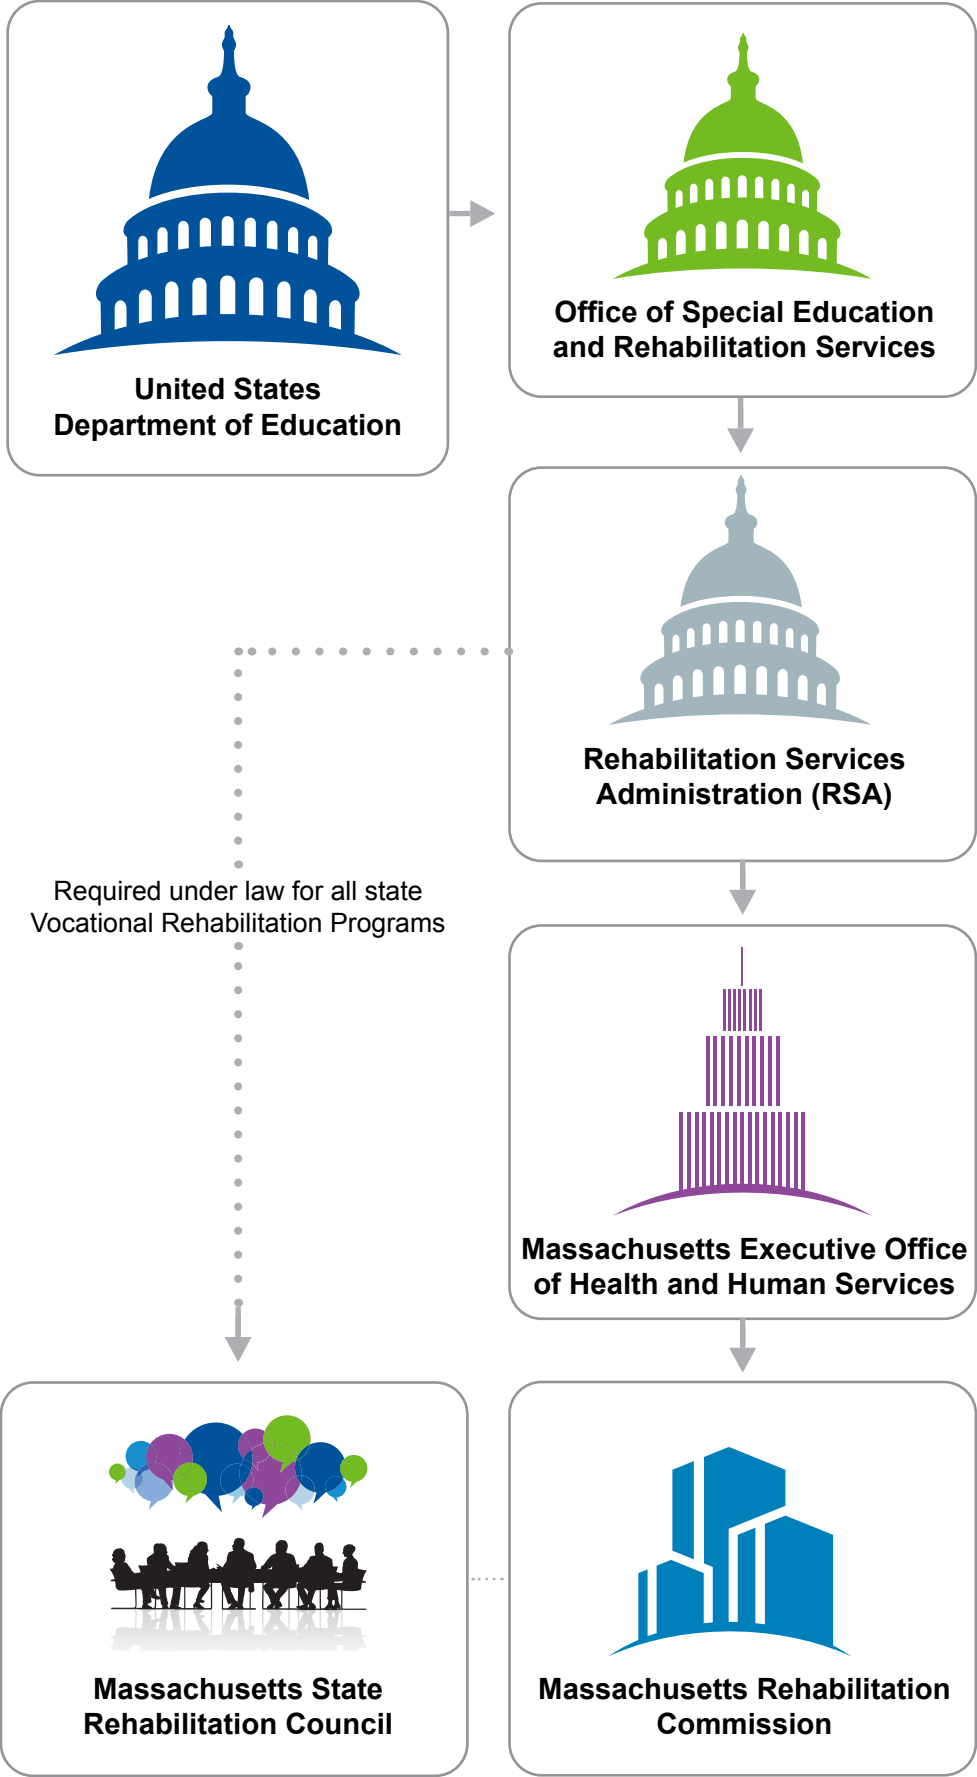 United States
Department of Education
Office of Special Education
and Rehabilitation Services
Rehabilitation Services
Administration (RSA)
Required under law for all state
Vocational Rehabilitation Programs
Massachusetts Executive Office
of Health and Human Services
Massachusetts State
Rehabilitation Council
Massachusetts Rehabilitation
Commission